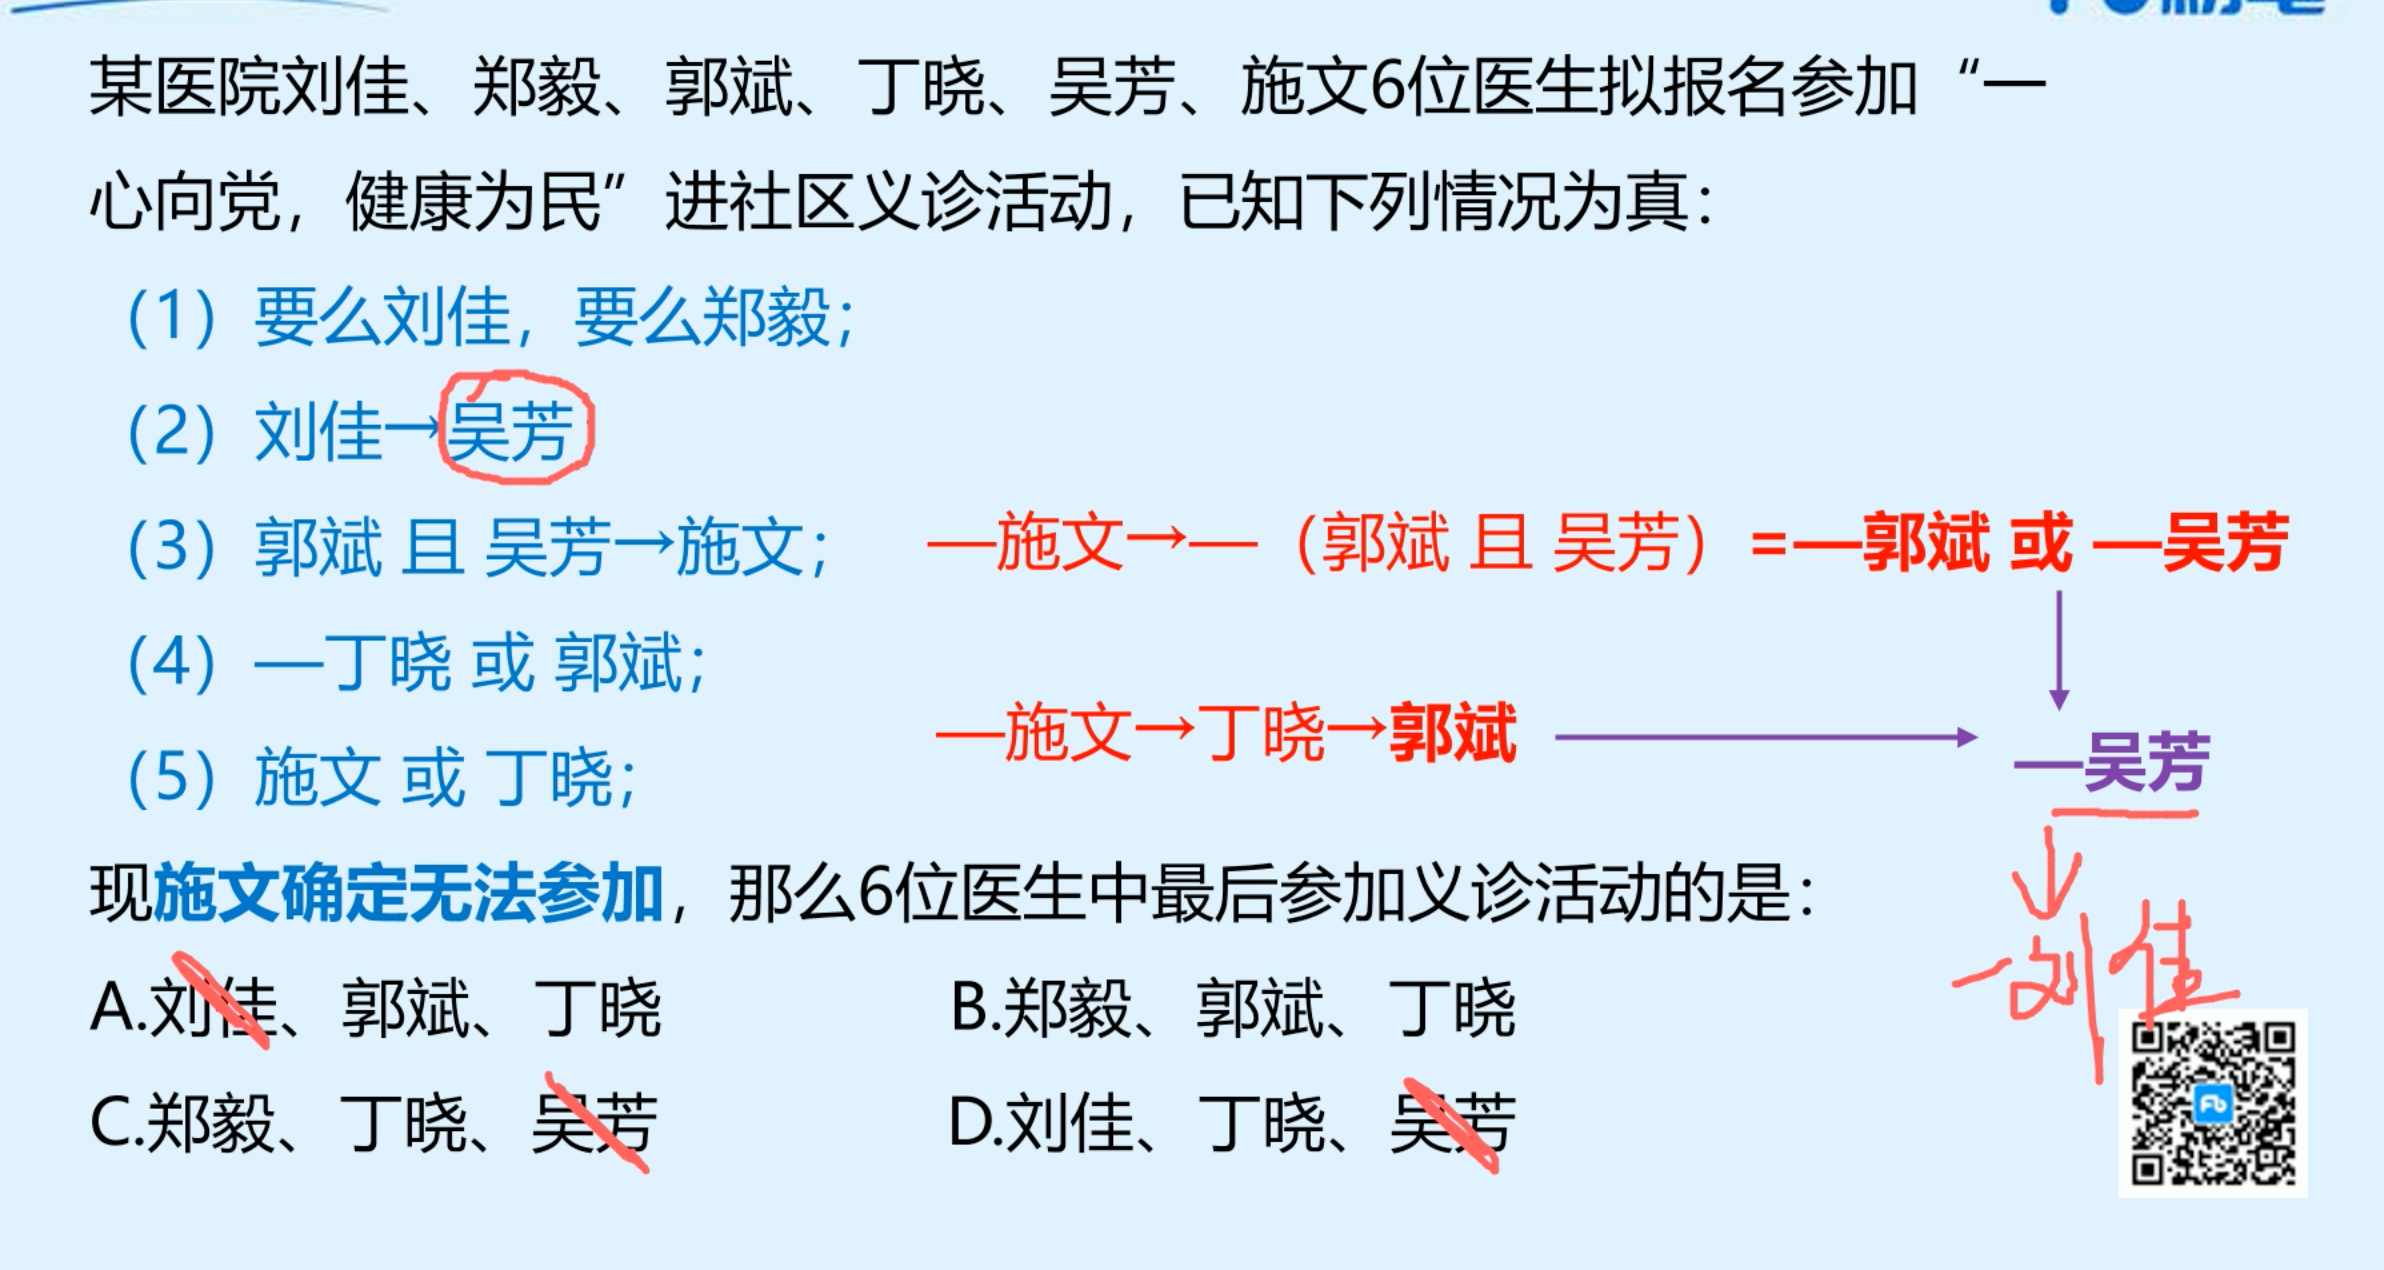 某医院刘佳、郑毅、郭斌、丁晓、吴芳、施文6位医生拟报名参加“一
心向党，健康为民”进社区义诊活动，已知下列情况为真：
（1）要么刘佳，要么郑毅；
（2）刘佳→吴芳
（3）郭斌 且 吴芳→施文； —施文→—（郭斌 且 吴芳）=—郭斌 或 —吴芳
（4）—丁晓 或 郭斌；
—施文→丁晓→郭斌
—吴芳
（5）施文 或 丁晓；
现施文确定无法参加，那么6位医生中最后参加义诊活动的是：
—刘佳
A.刘佳、郭斌、丁晓 B.郑毅、郭斌、丁晓
C.郑毅、丁晓、吴芳 D.刘佳、丁晓、吴芳